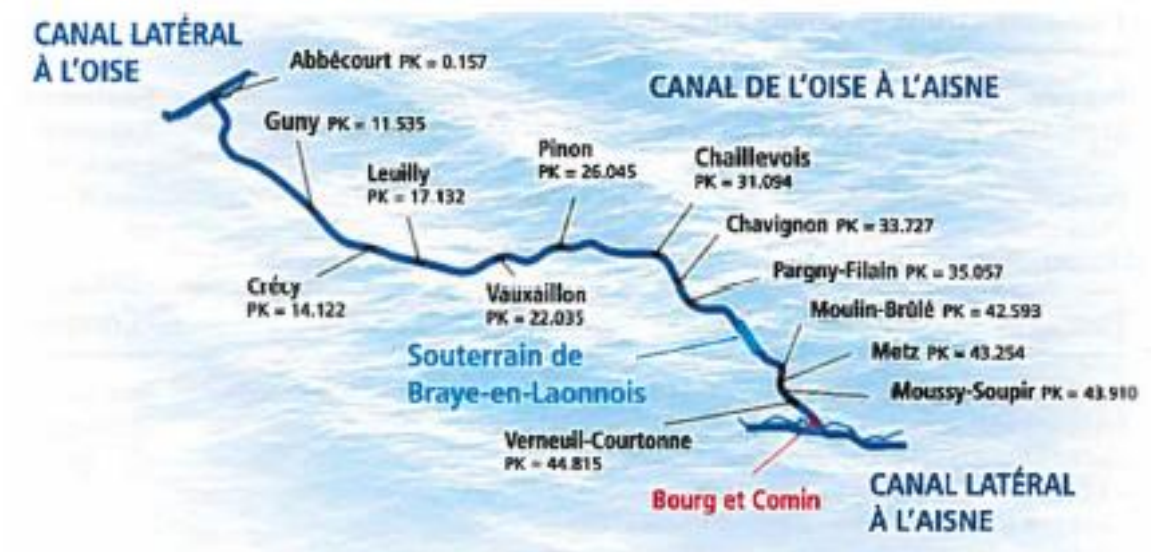 CANAL LATÉRAL
À L'OISE
Abbécourt PK = 0.157
CANAL DE L'OISE À L'AISNE
Guny PK = 11.535
Pinon
PK = 26.045
Chaillevois
PK = 31.094
Leuilly
PK = 17.132
Chavignon PK = 33.727
Pargny-Filain PK = 35.057
Crécy
PK = 14.122
Vauxaillon
PK = 22.035
Moulin-Brûlé PK = 42.593
Souterrain de
Braye-en-Laonnois
Metz PK = 43.254
Moussy-Soupir PK = 43.910
Verneuil-Courtonne
PK = 44.815
Bourg et Comin
CANAL LATÉRAL
À L'AISNE